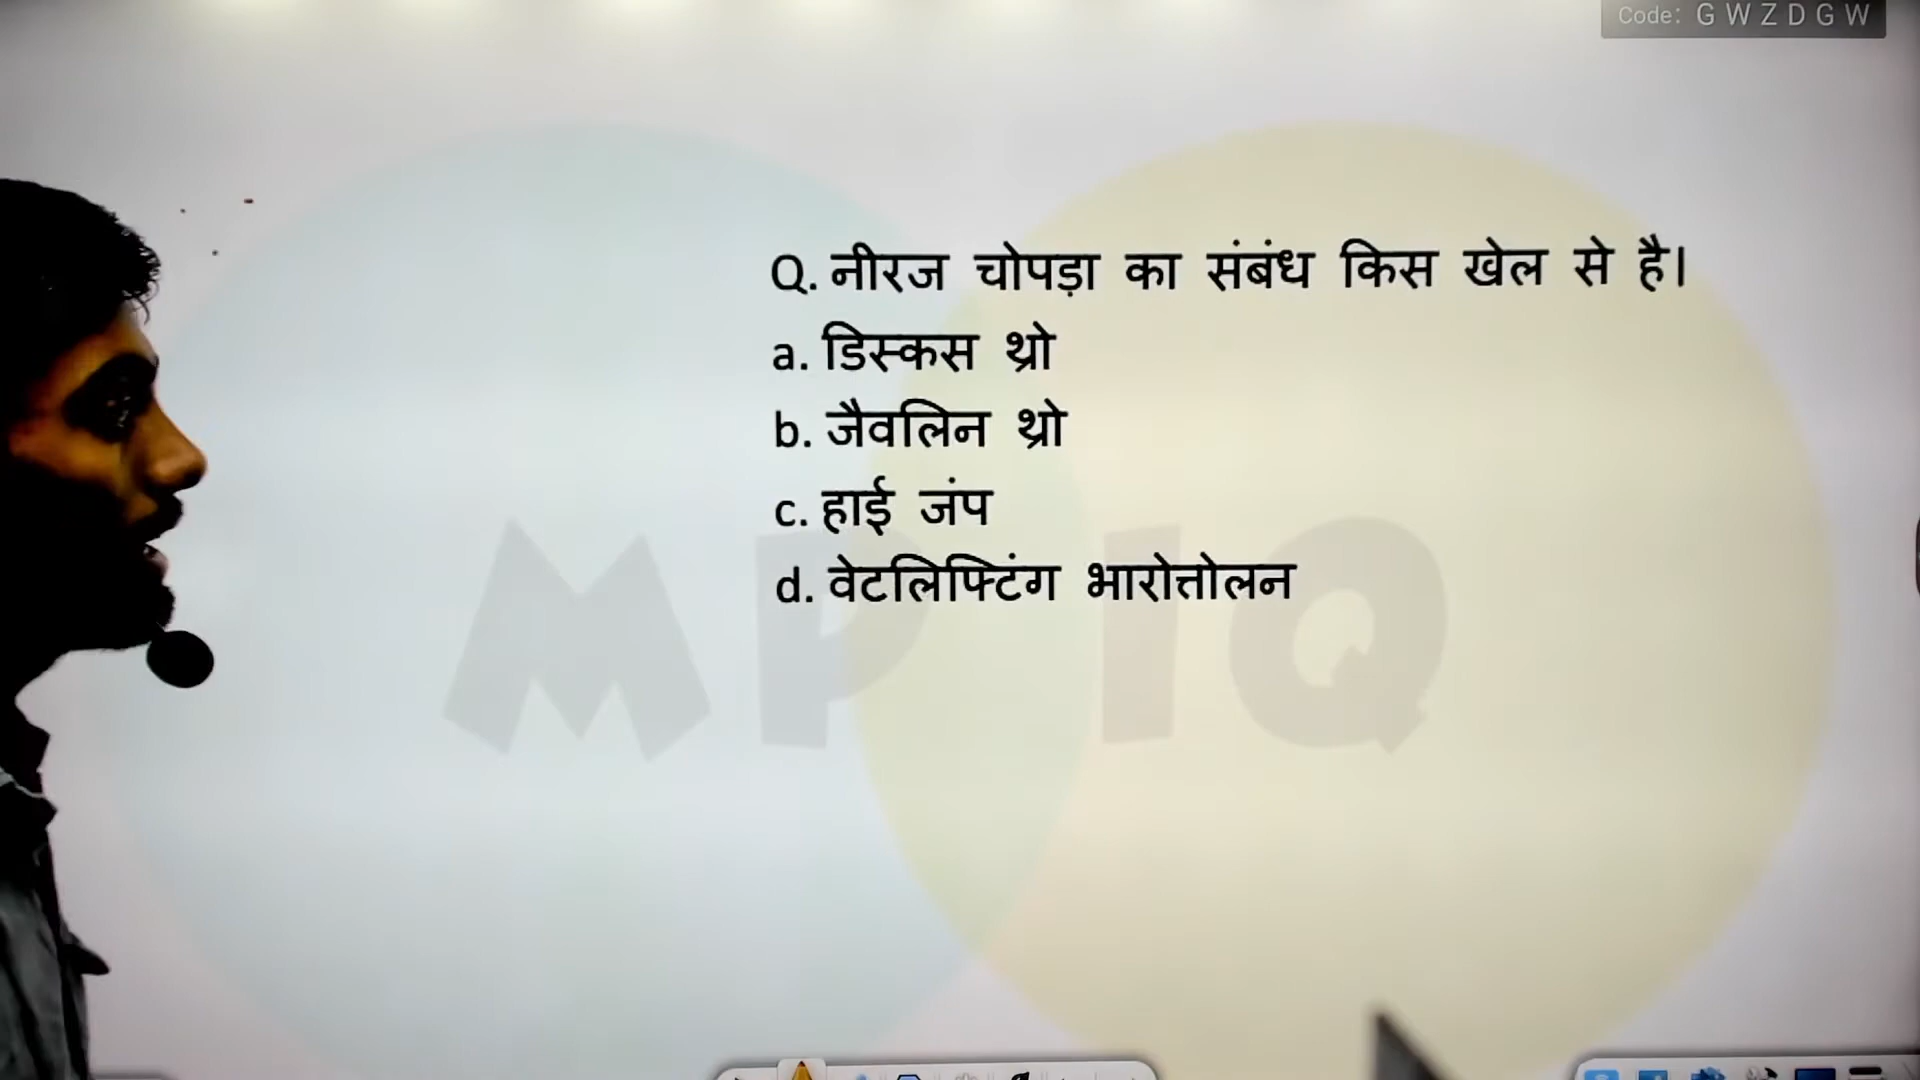 Code: G W Z D G W
Q. नीरज चोपड़ा का संबंध किस खेल से है।
a. डिस्कस थ्रो
b. जैवलिन थ्रो
c. हाई जंप
d. वेटलिफ्टिंग भारोत्तोलन
MP IQ